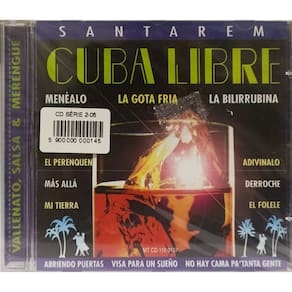 SANTAREM
CUBA LIBRE
MENÉALO LA GOTA FRIA LA BILIRRUBINA
CD SÉRIE 2-05
5 900000 000145
EL PERENQUEN ADIVINALO
MÁS ALLÁ DERROCHE
MI TIERRA EL FOLELE
ABRIENDO PUERTAS VISA PARA UN SUEÑO NO HAY CAMA PA'TANTA GENTE
VALLENATO, SALSA & MERENGUE